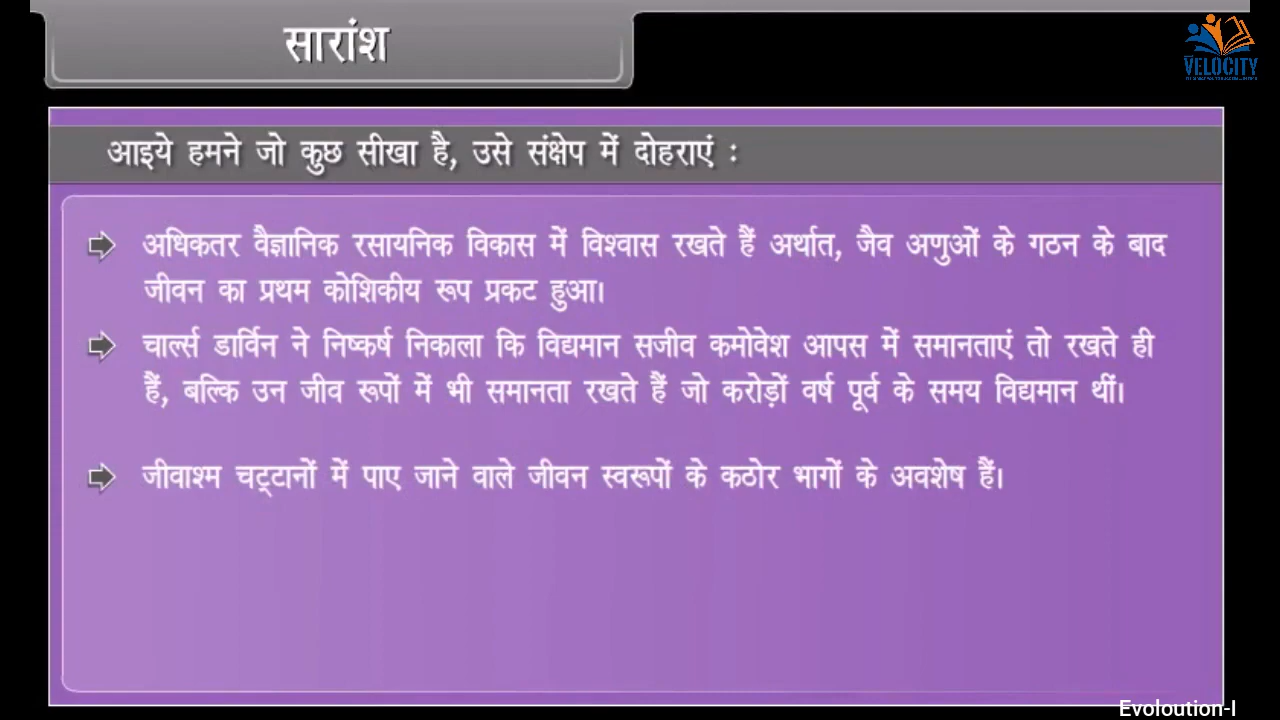 सारांश
VELOCITY
आइये हमने जो कुछ सीखा है, उसे संक्षेप में दोहराएं :
अधिकतर वैज्ञानिक रसायनिक विकास में विश्वास रखते हैं अर्थात, जैव अणुओं के गठन के बाद
जीवन का प्रथम कोशिकीय रूप प्रकट हुआ।
चार्ल्स डार्विन ने निष्कर्ष निकाला कि विद्यमान सजीव कमोवेश आपस में समानताएं तो रखते ही
हैं, बल्कि उन जीव रूपों में भी समानता रखते हैं जो करोड़ों वर्ष पूर्व के समय विद्यमान थीं।
जीवाश्म चट्टानों में पाए जाने वाले जीवन स्वरूपों के कठोर भागों के अवशेष हैं।
Evoloution-I